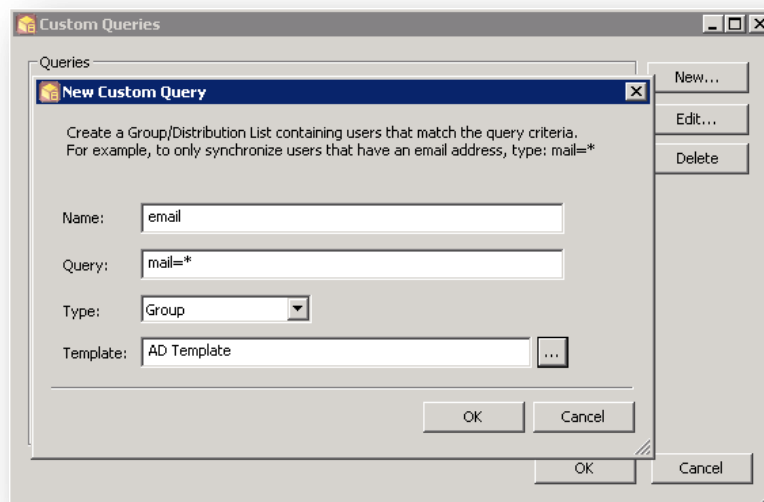 Custom Queries
Queries
New...
Edit...
Delete
New Custom Query
Create a Group/Distribution List containing users that match the query criteria.
For example, to only synchronize users that have an email address, type: mail=*
Name: email
Query: mail=*
Type: Group
Template: AD Template ...
OK Cancel
OK Cancel